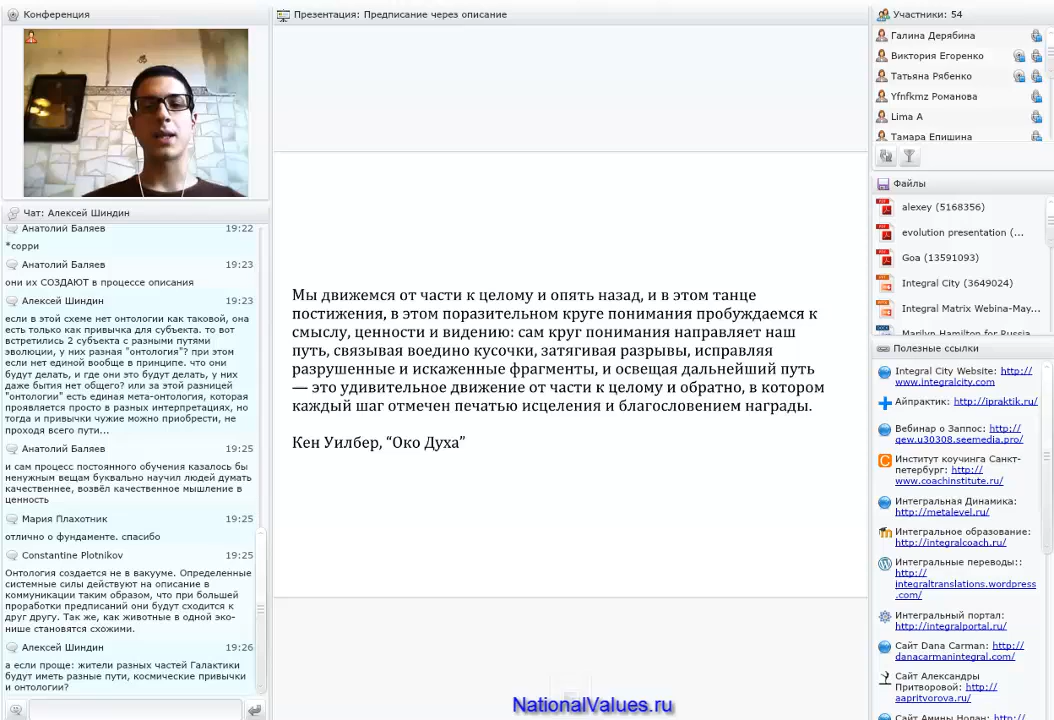 Конференция
Чат: Алексей Шиндин
Анатолий Баляев 19:22
*сорри
Анатолий Баляев 19:23
они их СОЗДАЮТ в процессе описания
Алексей Шиндин 19:23
если в этой схеме нет онтологии как таковой, она
есть только как привычка для субъекта. то вот
встретились 2 субъекта с разными путями
эволюции, у них разная "онтология"? при этом
если нет единой вообще в принципе. что они
будут делать, и где они это будут делать, у них
даже бытия нет общего? или за этой разницей
"онтологии" есть единая мета-онтология, которая
проявляется просто в разных интерпретациях, но
тогда и привычки чужие можно приобрести, не
проходя всего пути...
Анатолий Баляев 19:25
и сам процесс постоянного обучения казалось бы
ненужным вещам буквально научил людей думать
качественнее, возвёл качественное мышление в
ценность
Мария Плахотник 19:25
отлично о фундаменте. спасибо
Constantine Plotnikov 19:25
Онтология создается не в вакууме. Определенные
системные силы действуют на описание в
коммуникации таким образом, что при большей
проработки предписаний они будут сходится к
друг другу. Так же, как животные в одной эко-
нише становятся схожими.
Алексей Шиндин 19:26
а если проще: жители разных частей Галактики
будут иметь разные пути, космические привычки
и онтологии?
Презентация: Предписание через описание
Мы движемся от части к целому и опять назад, и в этом танце
постижения, в этом поразительном круге понимания пробуждаемся к
смыслу, ценности и видению: сам круг понимания направляет наш
путь, связывая воедино кусочки, затягивая разрывы, исправляя
разрушенные и искаженные фрагменты, и освещая дальнейший путь
— это удивительное движение от части к целому и обратно, в котором
каждый шаг отмечен печатью исцеления и благословением награды.
Кен Уилбер, “Око Духа”
NationalValues.ru
Участники: 54
Галина Дерябина
Виктория Егоренко
Татьяна Рябенко
Yfnfkmz Романова
Lima A
Тамара Епишина
Файлы
alexey (5168356)
evolution presentation (...
Goa (13591093)
Integral City (3649024)
Integral Matrix Webina-May...
Marilyn Hamilton for Russia
Полезные ссылки
Integral City Website: http://
www.integralcity.com
Айпрактик: http://ipraktik.ru/
Вебинар о Заппос: http://
qew.u30308.seemedia.pro/
Институт коучинга Санкт-
петербург: http://
www.coachinstitute.ru/
Интегральная Динамика:
http://metalevel.ru/
Интегральное образование:
http://integralcoach.ru/
Интегральные переводы::
http://
integraltranslations.wordpress
.com/
Интегральный портал:
http://integralportal.ru/
Сайт Dana Carman: http://
danacarmanintegral.com/
Сайт Александры
Притворовой: http://
aapritvorova.ru/
Сайт Амины Нолан: http://